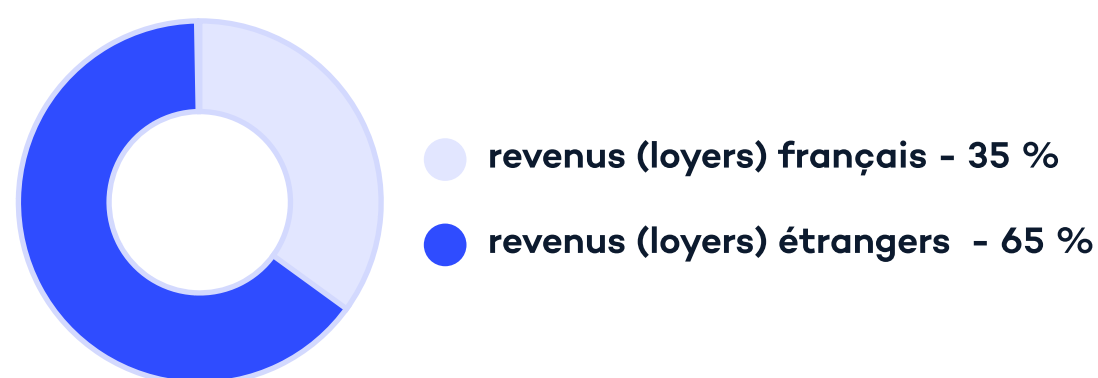 revenus (loyers) français - 35 %
revenus (loyers) étrangers - 65 %